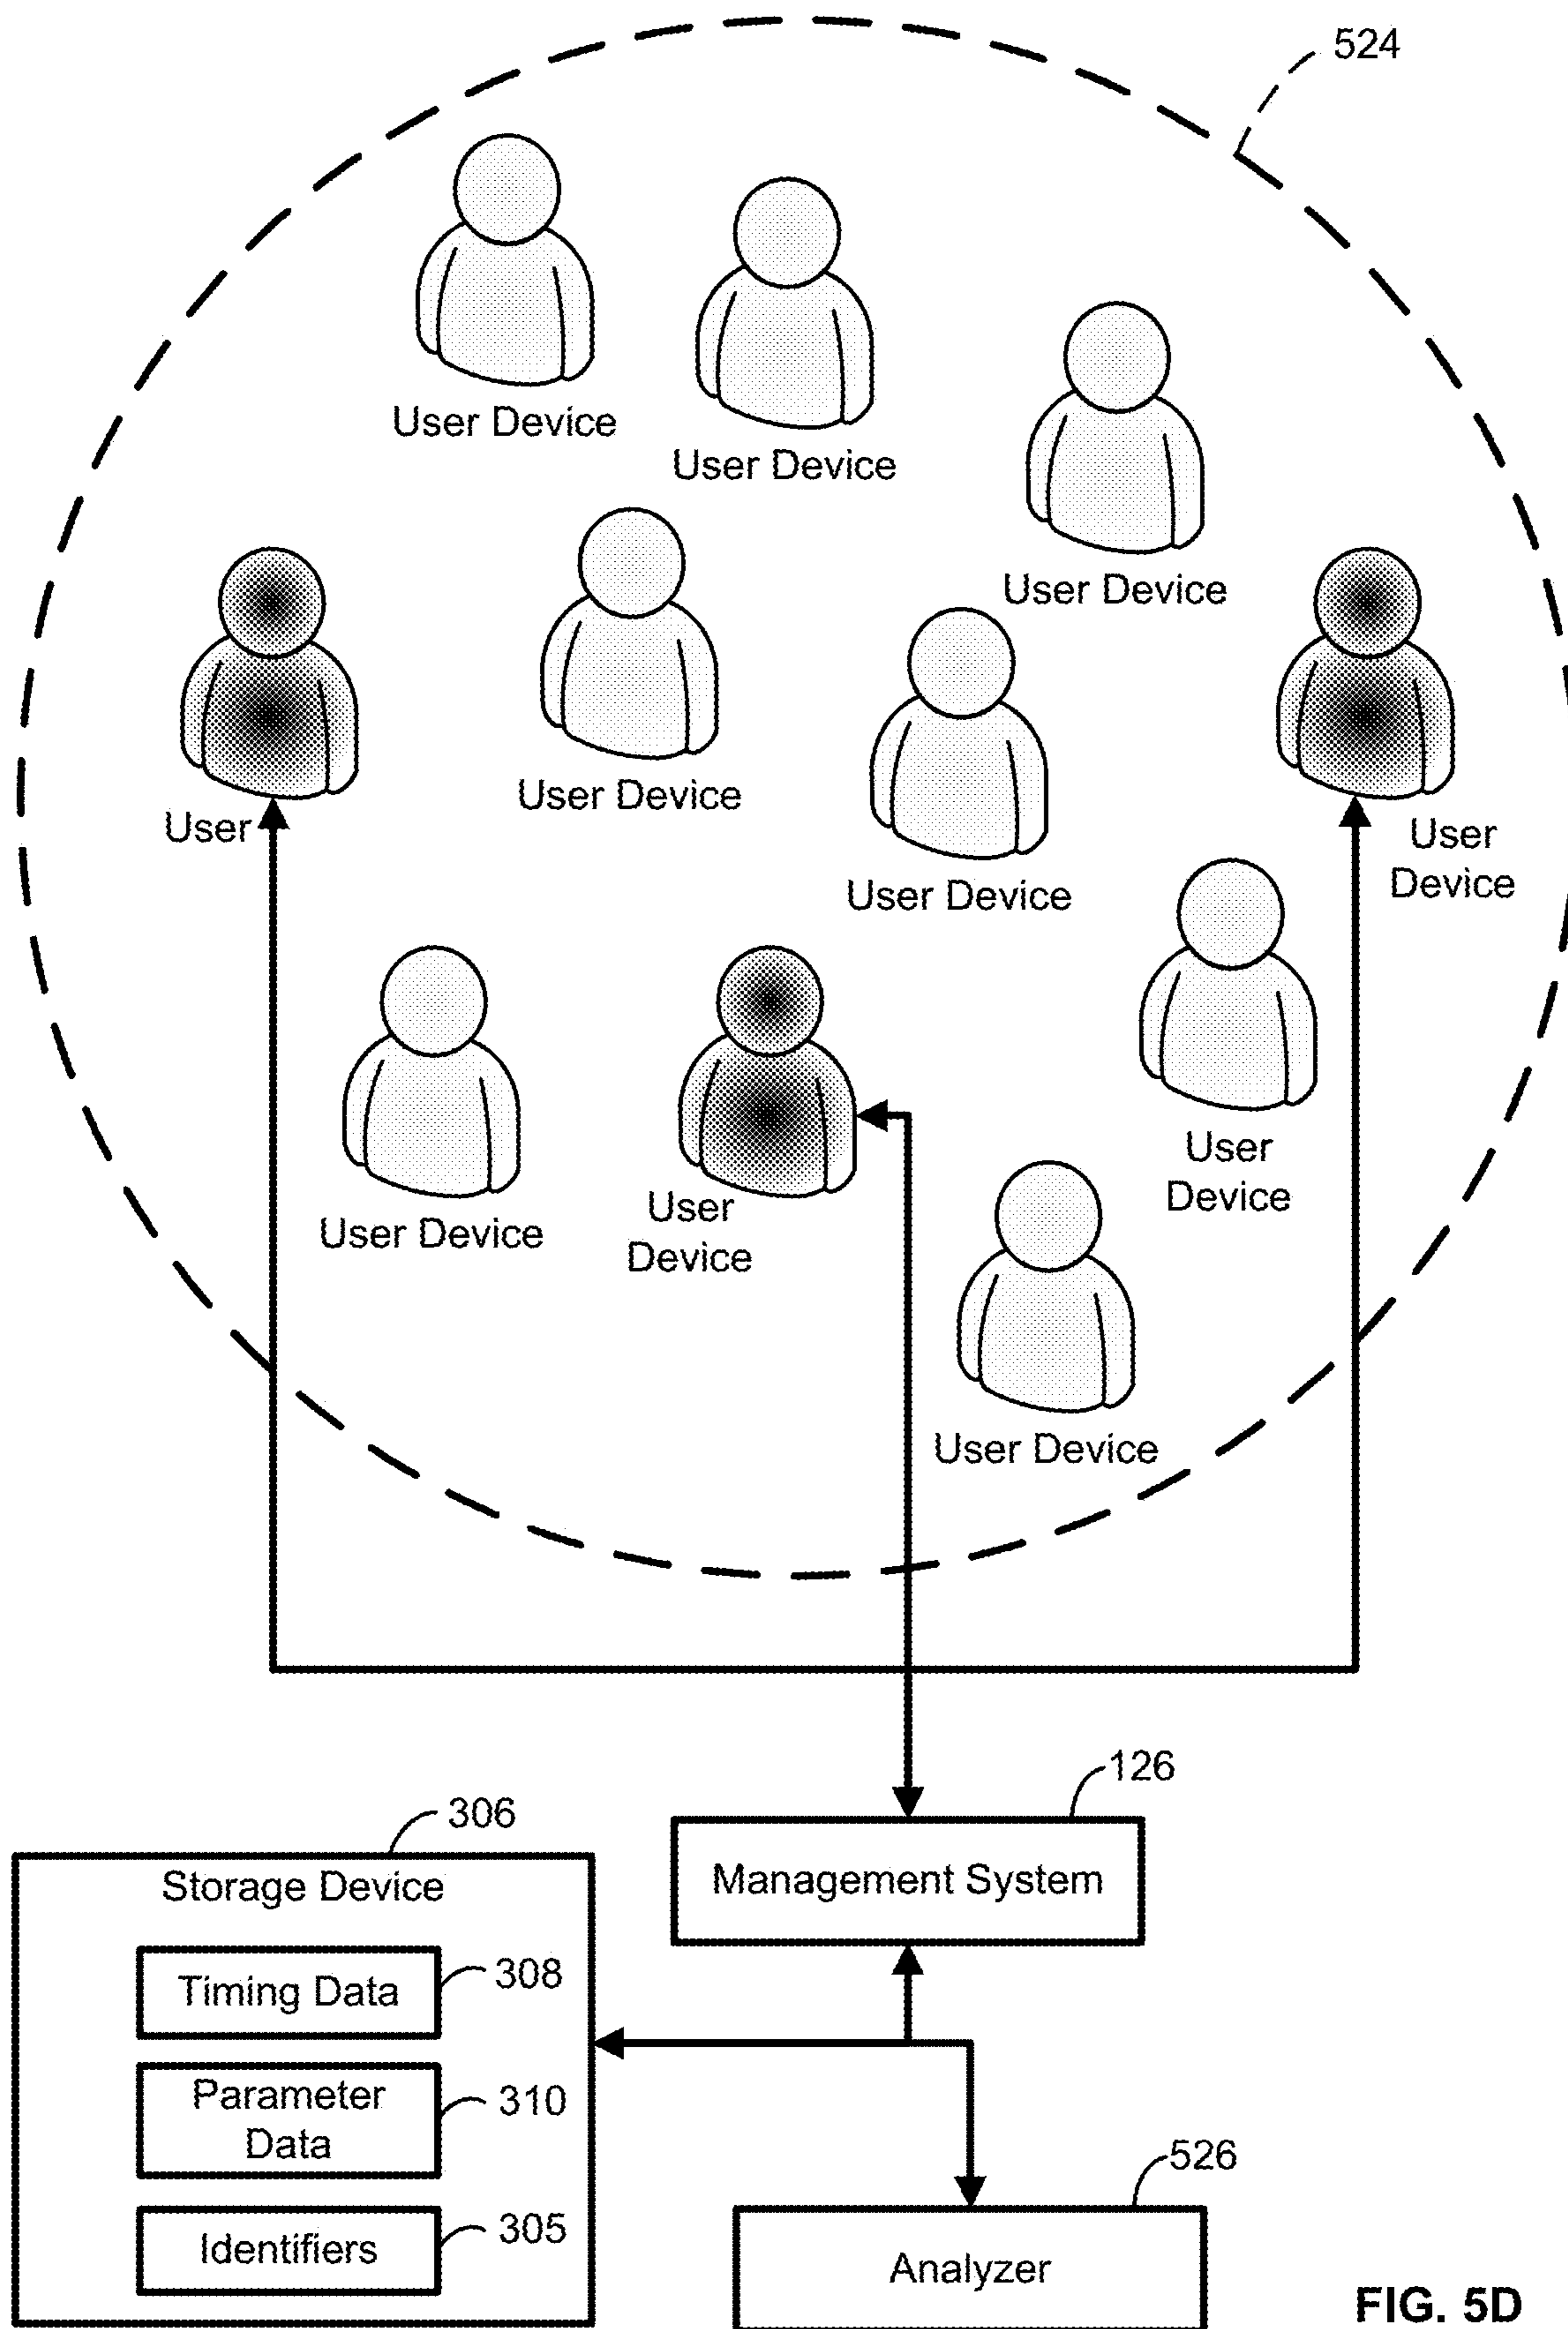 524
User Device
User Device
User Device
User Device
User
User Device
User
Device
User
Device
User Device
User
Device
User Device
126
306
Management System
Storage Device
Timing Data
308
Parameter
Data
310
526
Identifiers
305
Analyzer
FIG. 5D